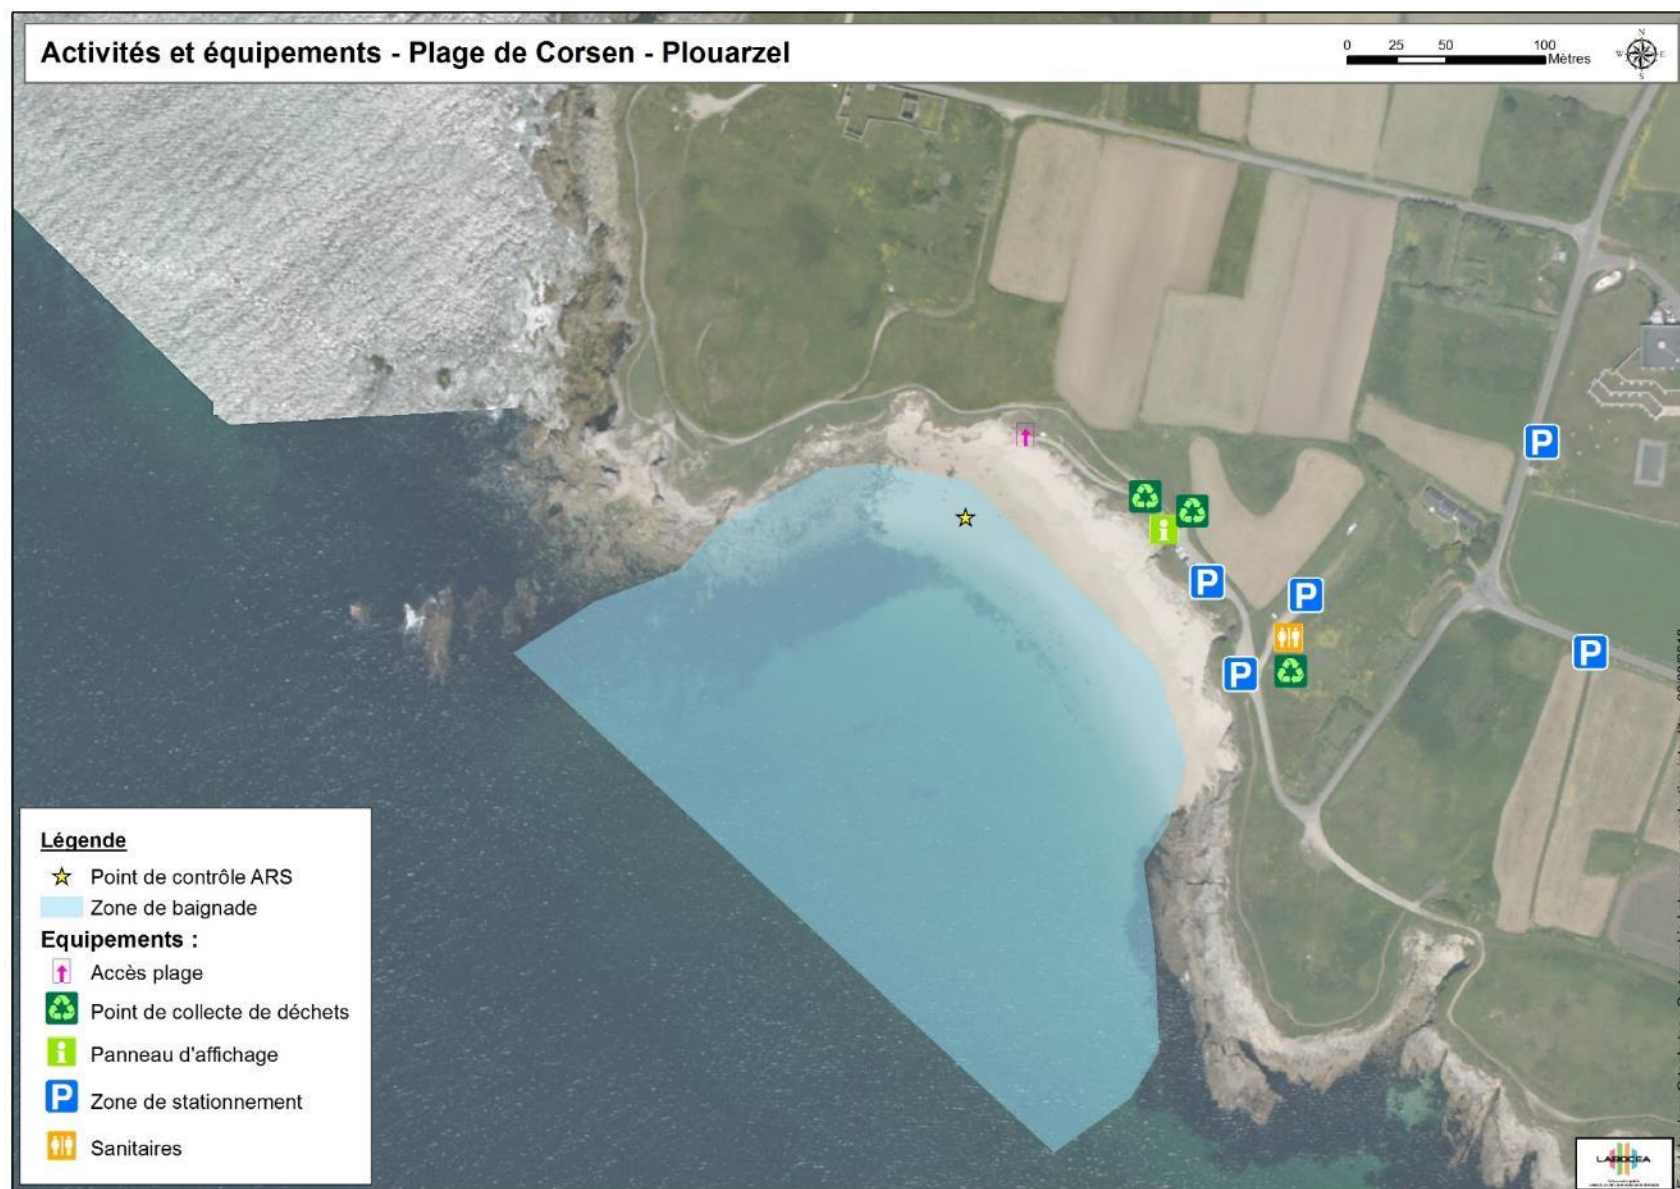 Activités et équipements - Plage de Corsen - Plouarzel
0 25 50 100
Mètres
N
W E
S
P
P
P
P
P
Légende
Point de contrôle ARS
Zone de baignade
Equipements :
Accès plage
Point de collecte de déchets
Panneau d'affichage
P Zone de stationnement
Sanitaires
LABOCEA